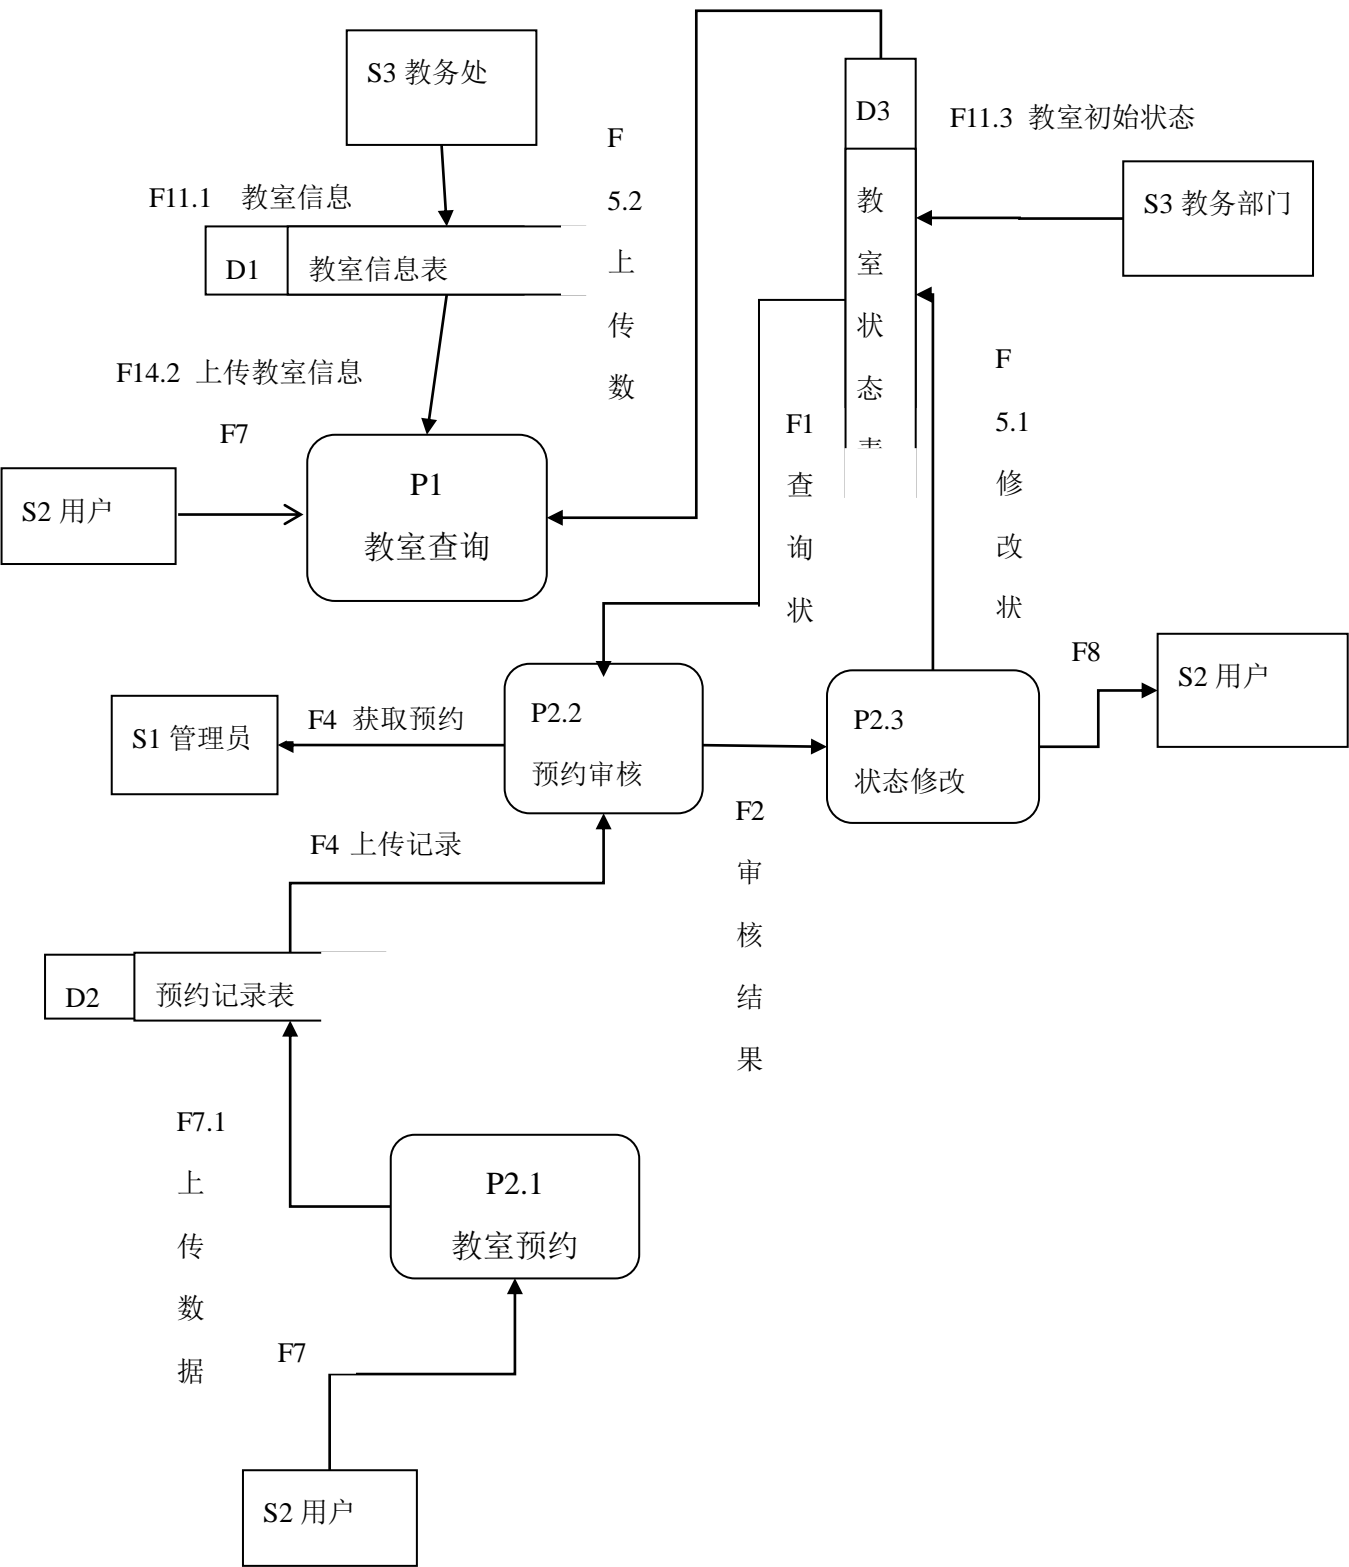 S3 教务处
D3
F11.3 教室初始状态
F
5.2
上
传
数
F11.1 教室信息
教
室
状
态
S3 教务部门
D1
教室信息表
F14.2 上传教室信息
F
5.1
修
改
状
F1
查
询
状
F7
S2 用户
P1
教室查询
F8
S2 用户
S1 管理员
F4 获取预约
P2.2
预约审核
P2.3
状态修改
F2
审
核
结
果
F4 上传记录
D2
预约记录表
F7.1
上
传
数
据
P2.1
教室预约
F7
S2 用户